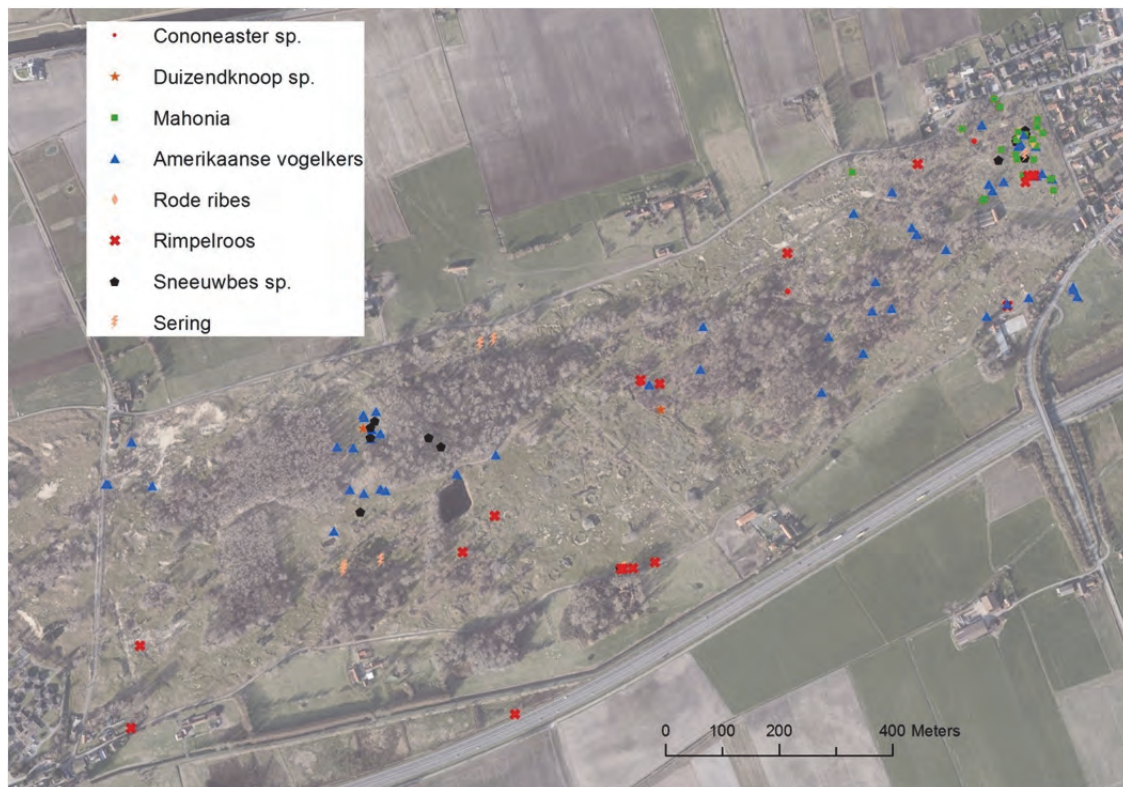 Cononeaster sp.
Duizendknoop sp.
Mahonia
Amerikaanse vogelkers
Rode ribes
Rimpelroos
Sneeuwbes sp.
Sering
0 100 200 400 Meters